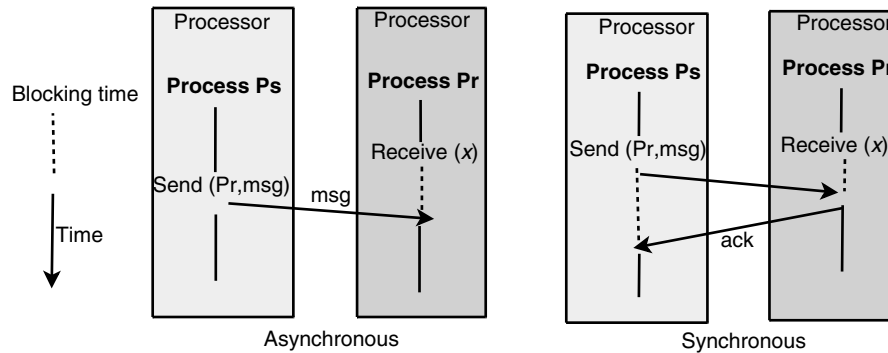 Processor
Processor
Process Ps
Process Pr
Blocking time
Receive (x)
Send (Pr,msg)
msg
Time
Asynchronous
Processor
Processor
Process Ps
Process Pr
Send (Pr,msg)
Receive (x)
ack
Synchronous